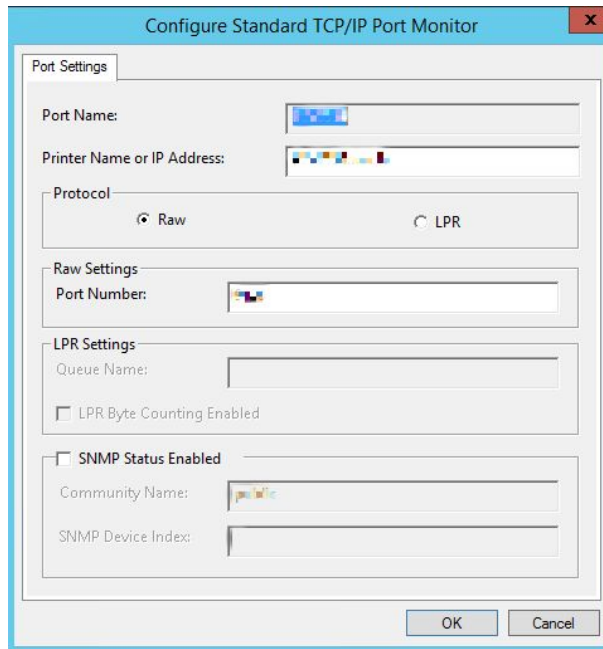 Configure Standard TCP/IP Port Monitor
x
Port Settings
Port Name:
Printer Name or IP Address:
Protocol
Raw
LPR
Raw Settings
Port Number:
LPR Settings
Queue Name:
LPR Byte Counting Enabled
SNMP Status Enabled
Community Name:
SNMP Device Index:
OK
Cancel